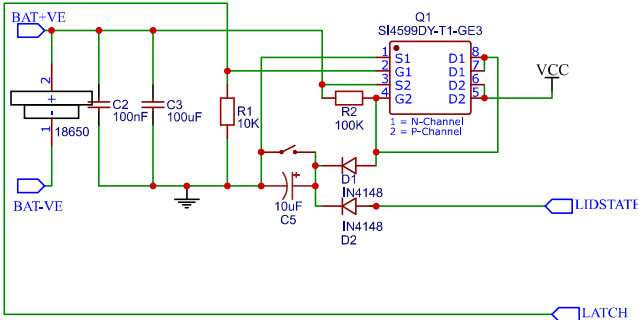 BAT+VE
Q1
SI4599DY-T1-GE3
1 S1 D1 8
2 G1 D1 7
3 S2 D2 6
4 G2 D2 5
VCC
1 = N-Channel
2 = P-Channel
2
+
-
1
18650
C2
100nF
C3
100uF
R1
10K
R2
100K
BAT-VE
+
10uF
C5
D1
IN4148
IN4148
D2
LIDSTATE
LATCH